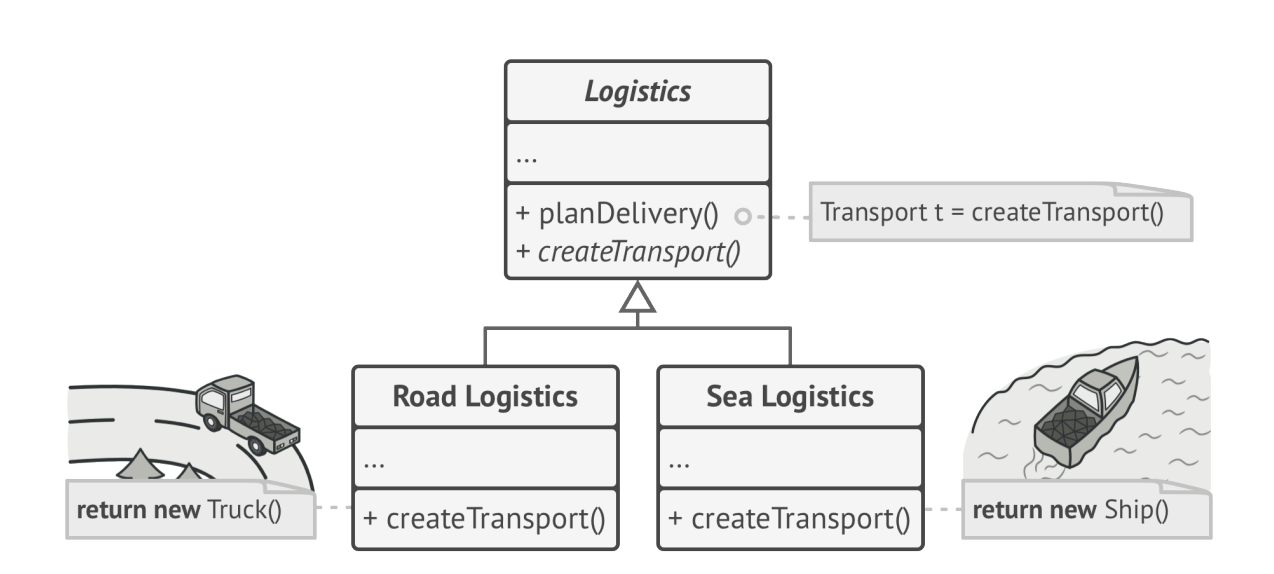 Logistics
...
+ planDelivery()
+ createTransport()
Transport t = createTransport()
Road Logistics
...
+ createTransport()
return new Truck()
Sea Logistics
...
+ createTransport()
return new Ship()